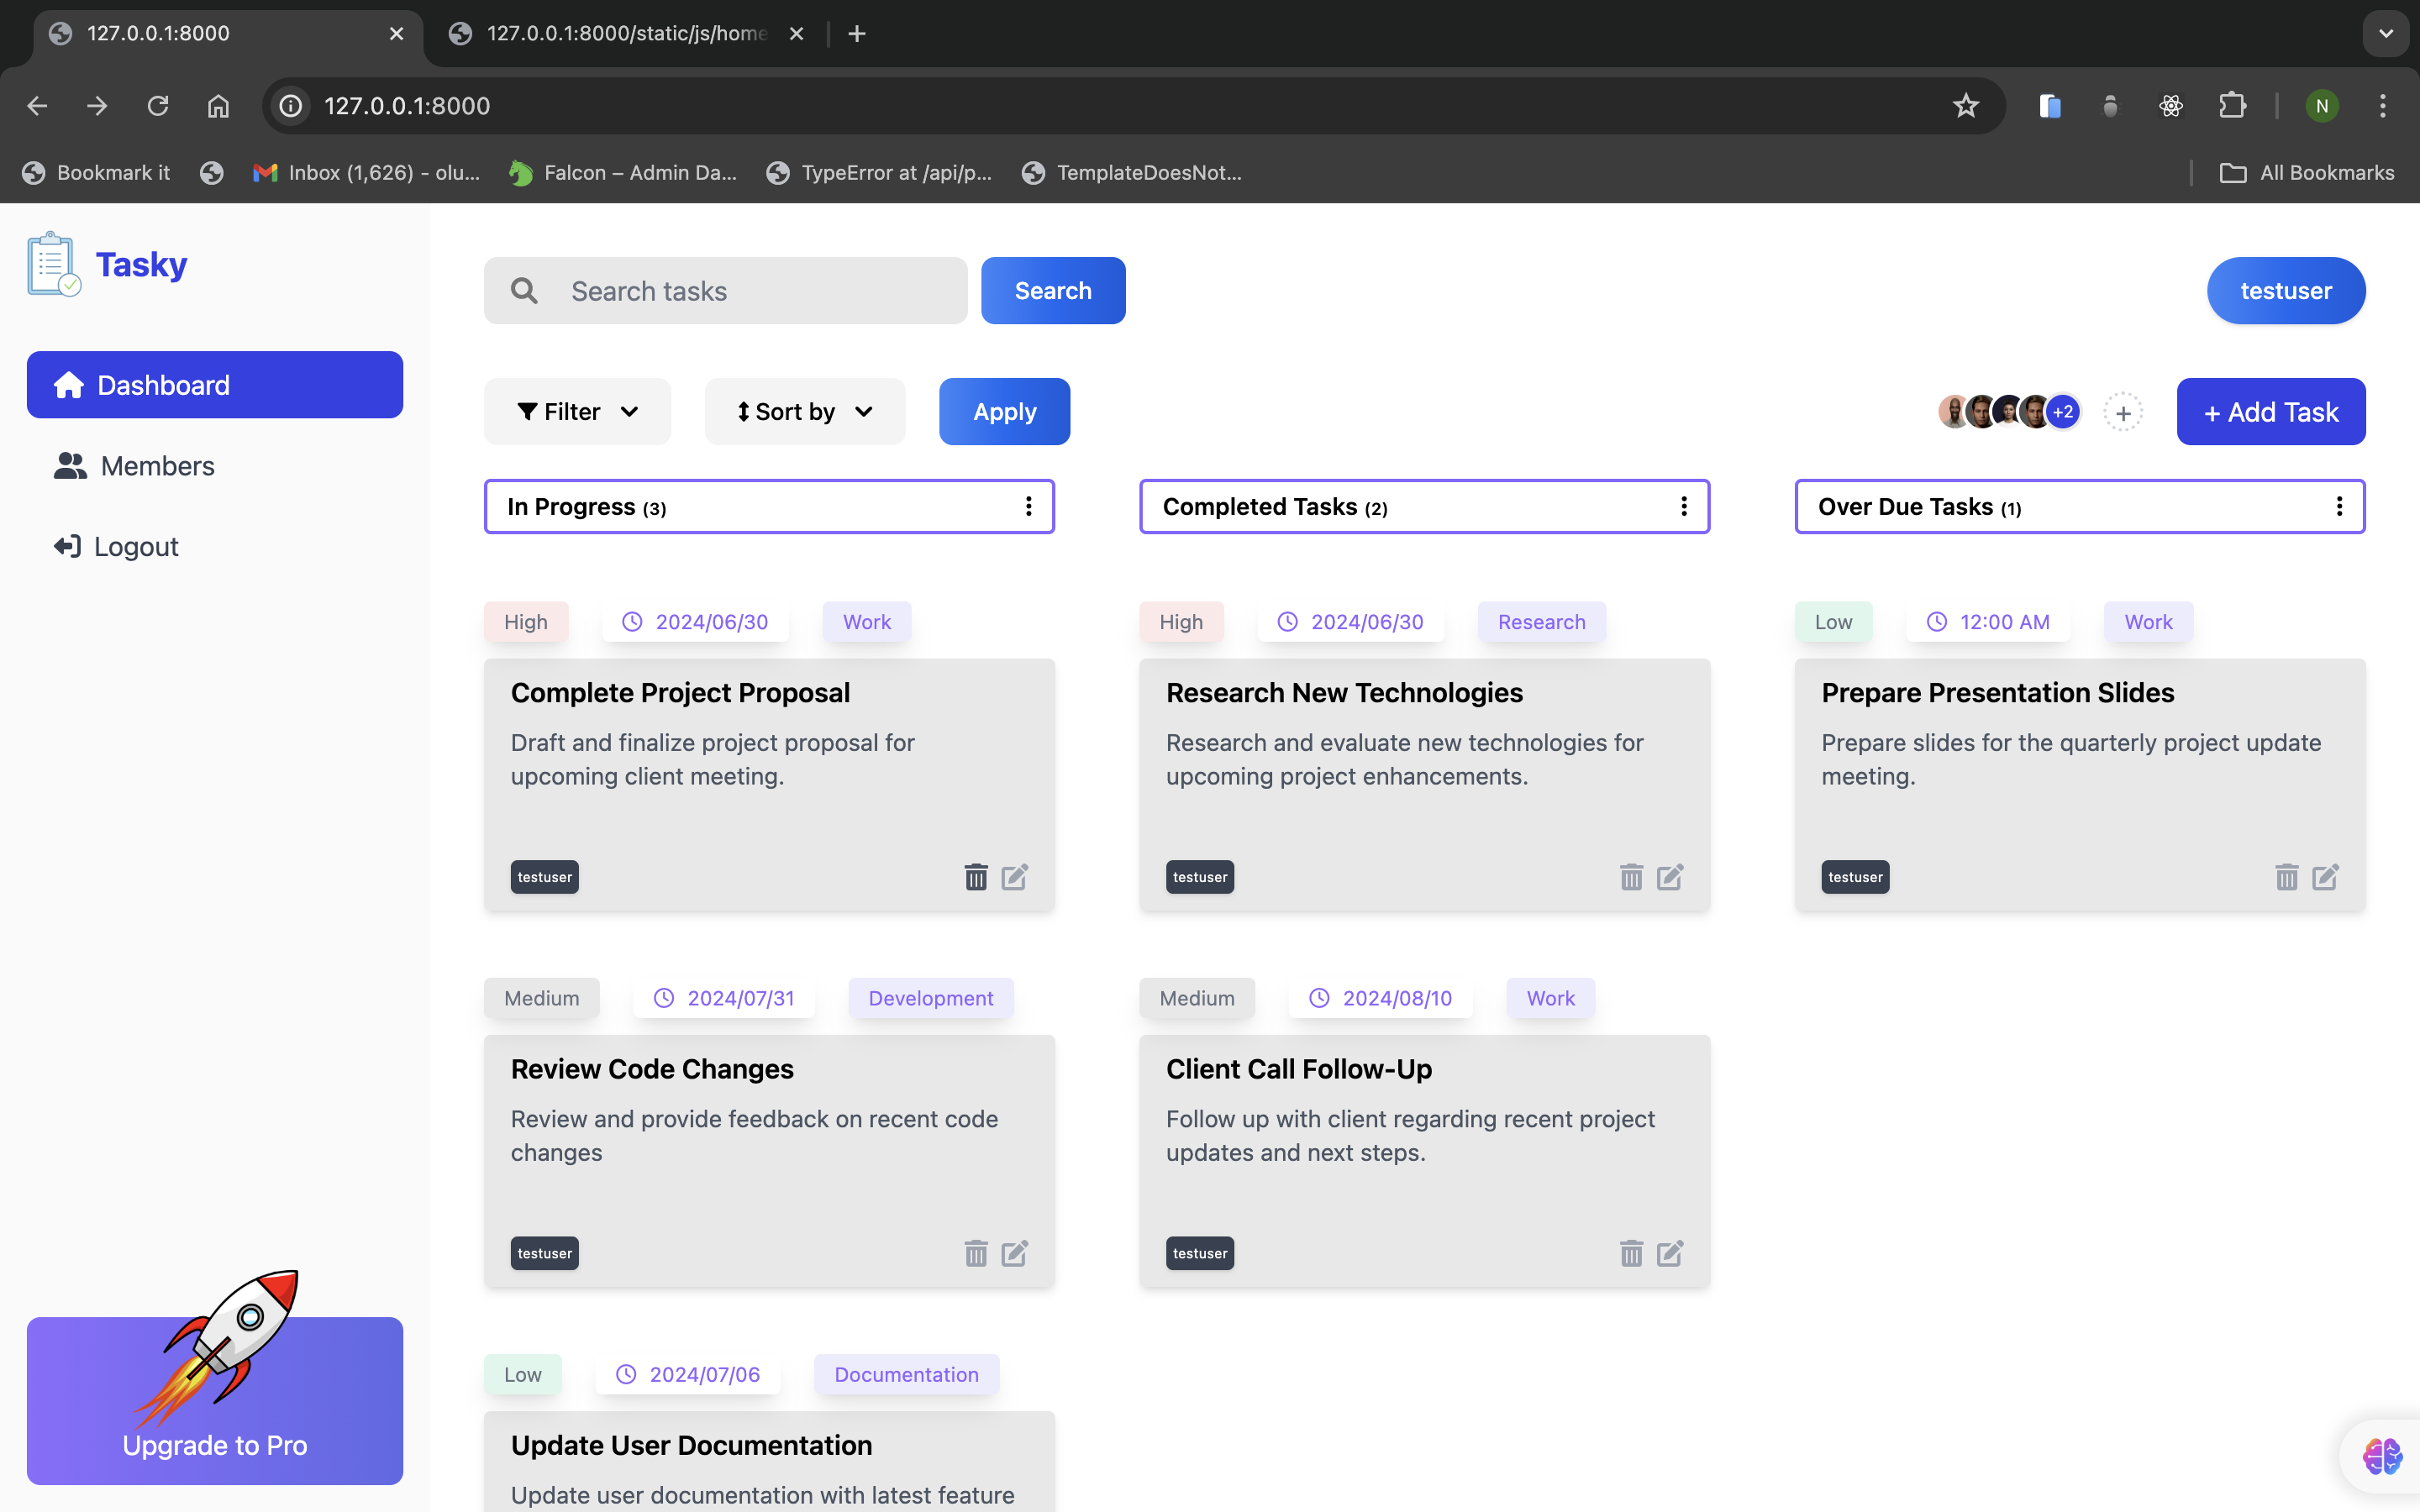 127.0.0.1:8000
127.0.0.1:8000/static/js/home
127.0.0.1:8000
N
Bookmark it
Inbox (1,626) - olu...
Falcon – Admin Da...
TypeError at /api/p...
TemplateDoesNot...
All Bookmarks
Tasky
Dashboard
Members
Logout
Upgrade to Pro
Search tasks
Search
testuser
Filter
Sort by
Apply
+2
+
+ Add Task
In Progress (3)
High
2024/06/30
Work
Complete Project Proposal
Draft and finalize project proposal for
upcoming client meeting.
testuser
Medium
2024/07/31
Development
Review Code Changes
Review and provide feedback on recent code
changes
testuser
Low
2024/07/06
Documentation
Update User Documentation
Update user documentation with latest feature
Completed Tasks (2)
High
2024/06/30
Research
Research New Technologies
Research and evaluate new technologies for
upcoming project enhancements.
testuser
Medium
2024/08/10
Work
Client Call Follow-Up
Follow up with client regarding recent project
updates and next steps.
testuser
Over Due Tasks (1)
Low
12:00 AM
Work
Prepare Presentation Slides
Prepare slides for the quarterly project update
meeting.
testuser